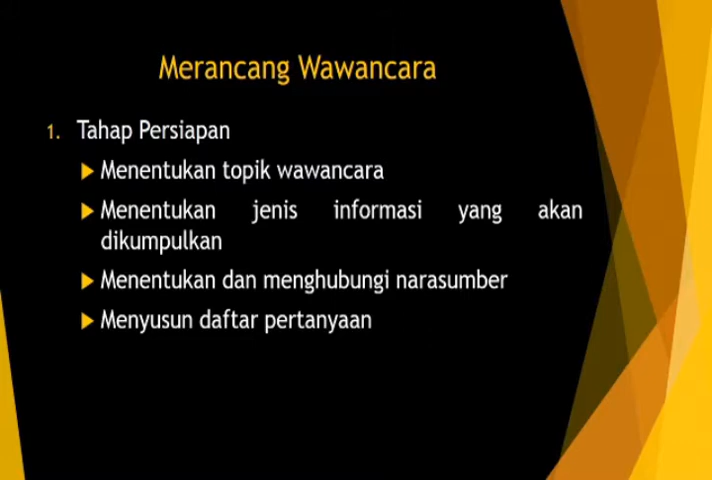 Merancang Wawancara
1. Tahap Persiapan
Menentukan topik wawancara
Menentukan jenis informasi yang akan
dikumpulkan
Menentukan dan menghubungi narasumber
Menyusun daftar pertanyaan